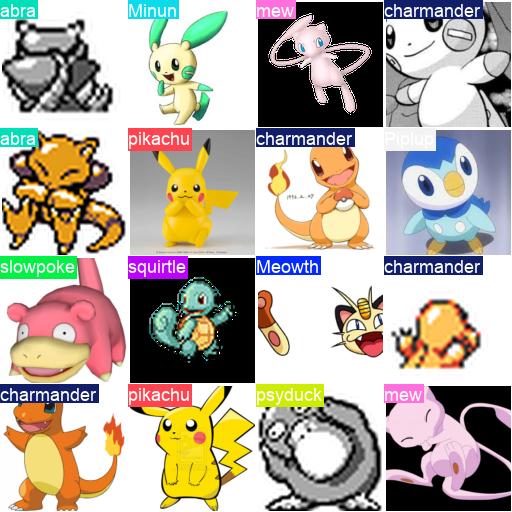 abra
Minun
mew
charmander
abra
pikachu
charmander
Piplup
slowpoke
squirtle
Meowth
charmander
charmander
pikachu
psyduck
mew